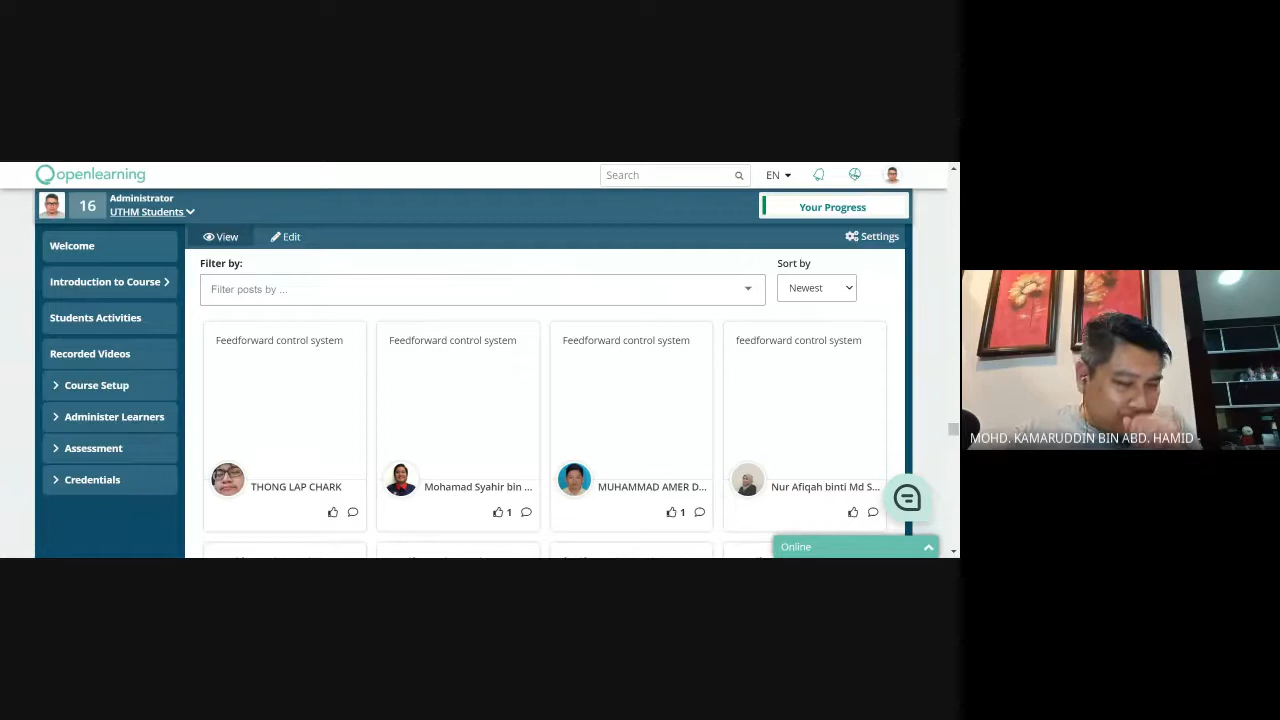 openlearning
Search
EN
16
Administrator
UTHM Students
Your Progress
View
Edit
Settings
Welcome
Introduction to Course
Students Activities
Recorded Videos
Course Setup
Administer Learners
Assessment
Credentials
Filter by:
Sort by
Filter posts by ...
Newest
Feedforward control system
Feedforward control system
Feedforward control system
feedforward control system
THONG LAP CHARK
Mohamad Syahir bin ...
MUHAMMAD AMER D...
Nur Afiqah binti Md S...
1
1
Online
MOHD. KAMARUDDIN BIN ABD. HAMID -